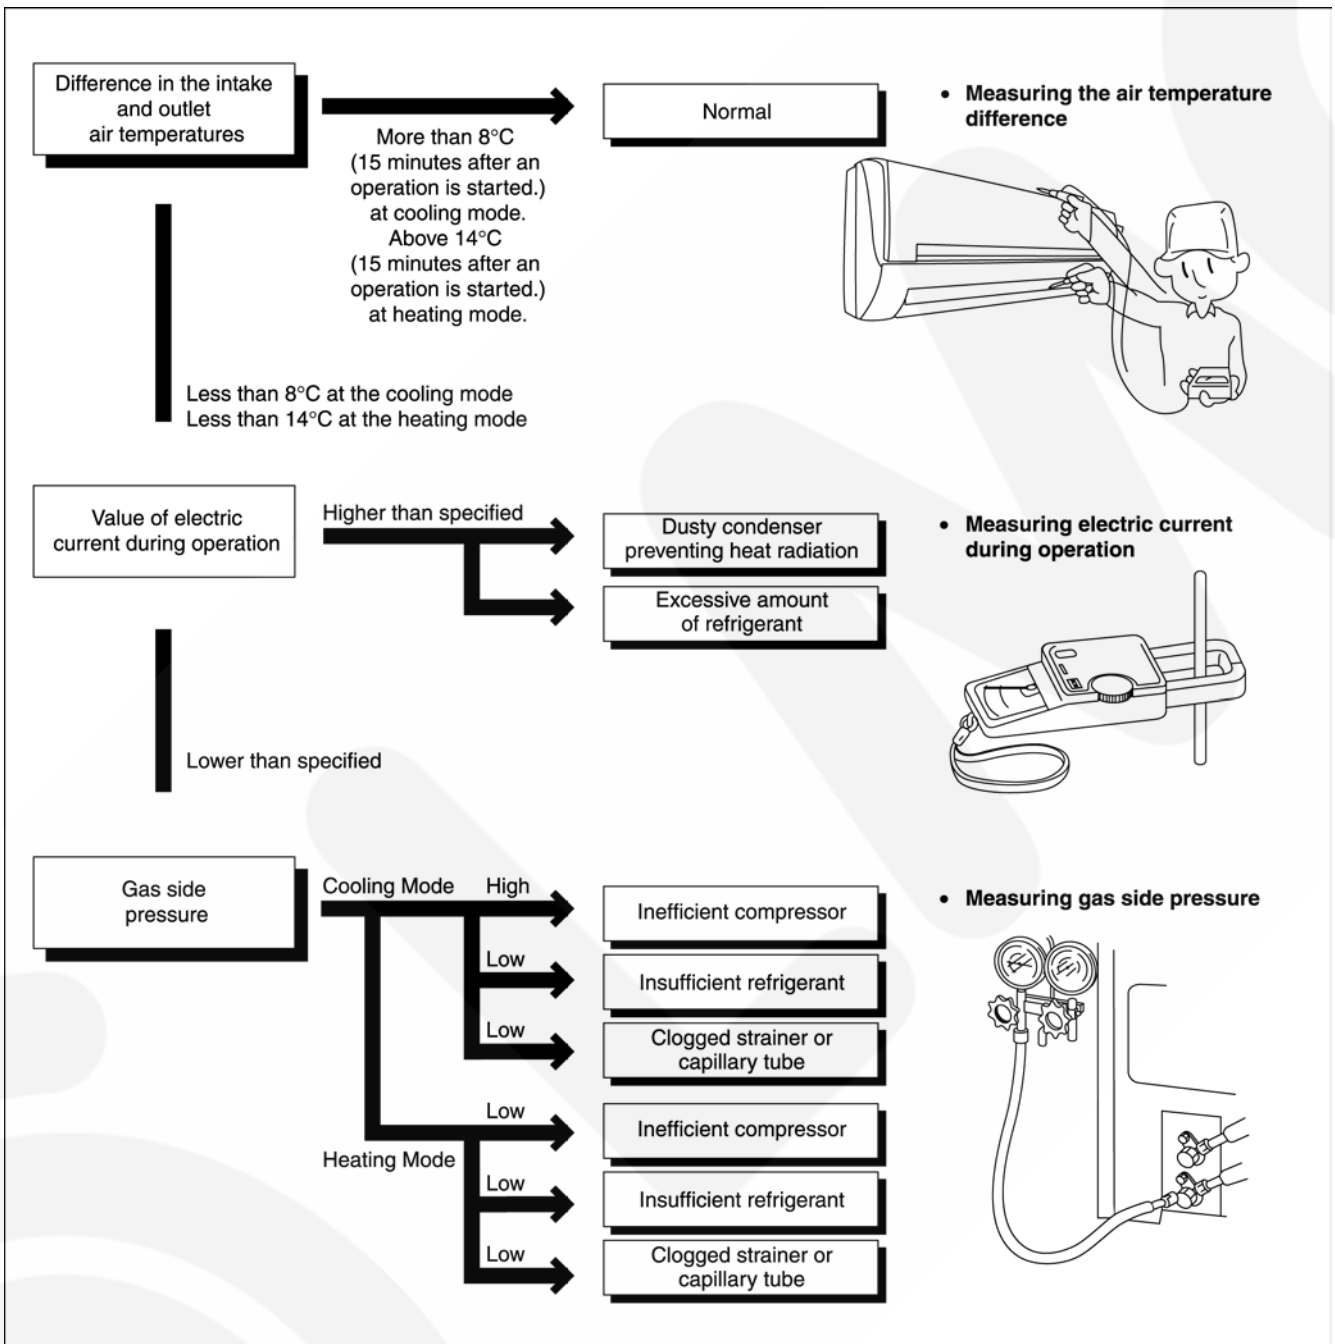 Difference in the intake
and outlet
air temperatures
More than 8°C
(15 minutes after an
operation is started.)
at cooling mode.
Above 14°C
(15 minutes after an
operation is started.)
at heating mode.
Normal
• Measuring the air temperature
difference
Less than 8°C at the cooling mode
Less than 14°C at the heating mode
Value of electric
current during operation
Higher than specified
Dusty condenser
preventing heat radiation
Excessive amount
of refrigerant
• Measuring electric current
during operation
Lower than specified
Gas side
pressure
Cooling Mode
High
Inefficient compressor
Low
Insufficient refrigerant
Low
Clogged strainer or
capillary tube
Heating Mode
Low
Inefficient compressor
Low
Insufficient refrigerant
Low
Clogged strainer or
capillary tube
• Measuring gas side pressure